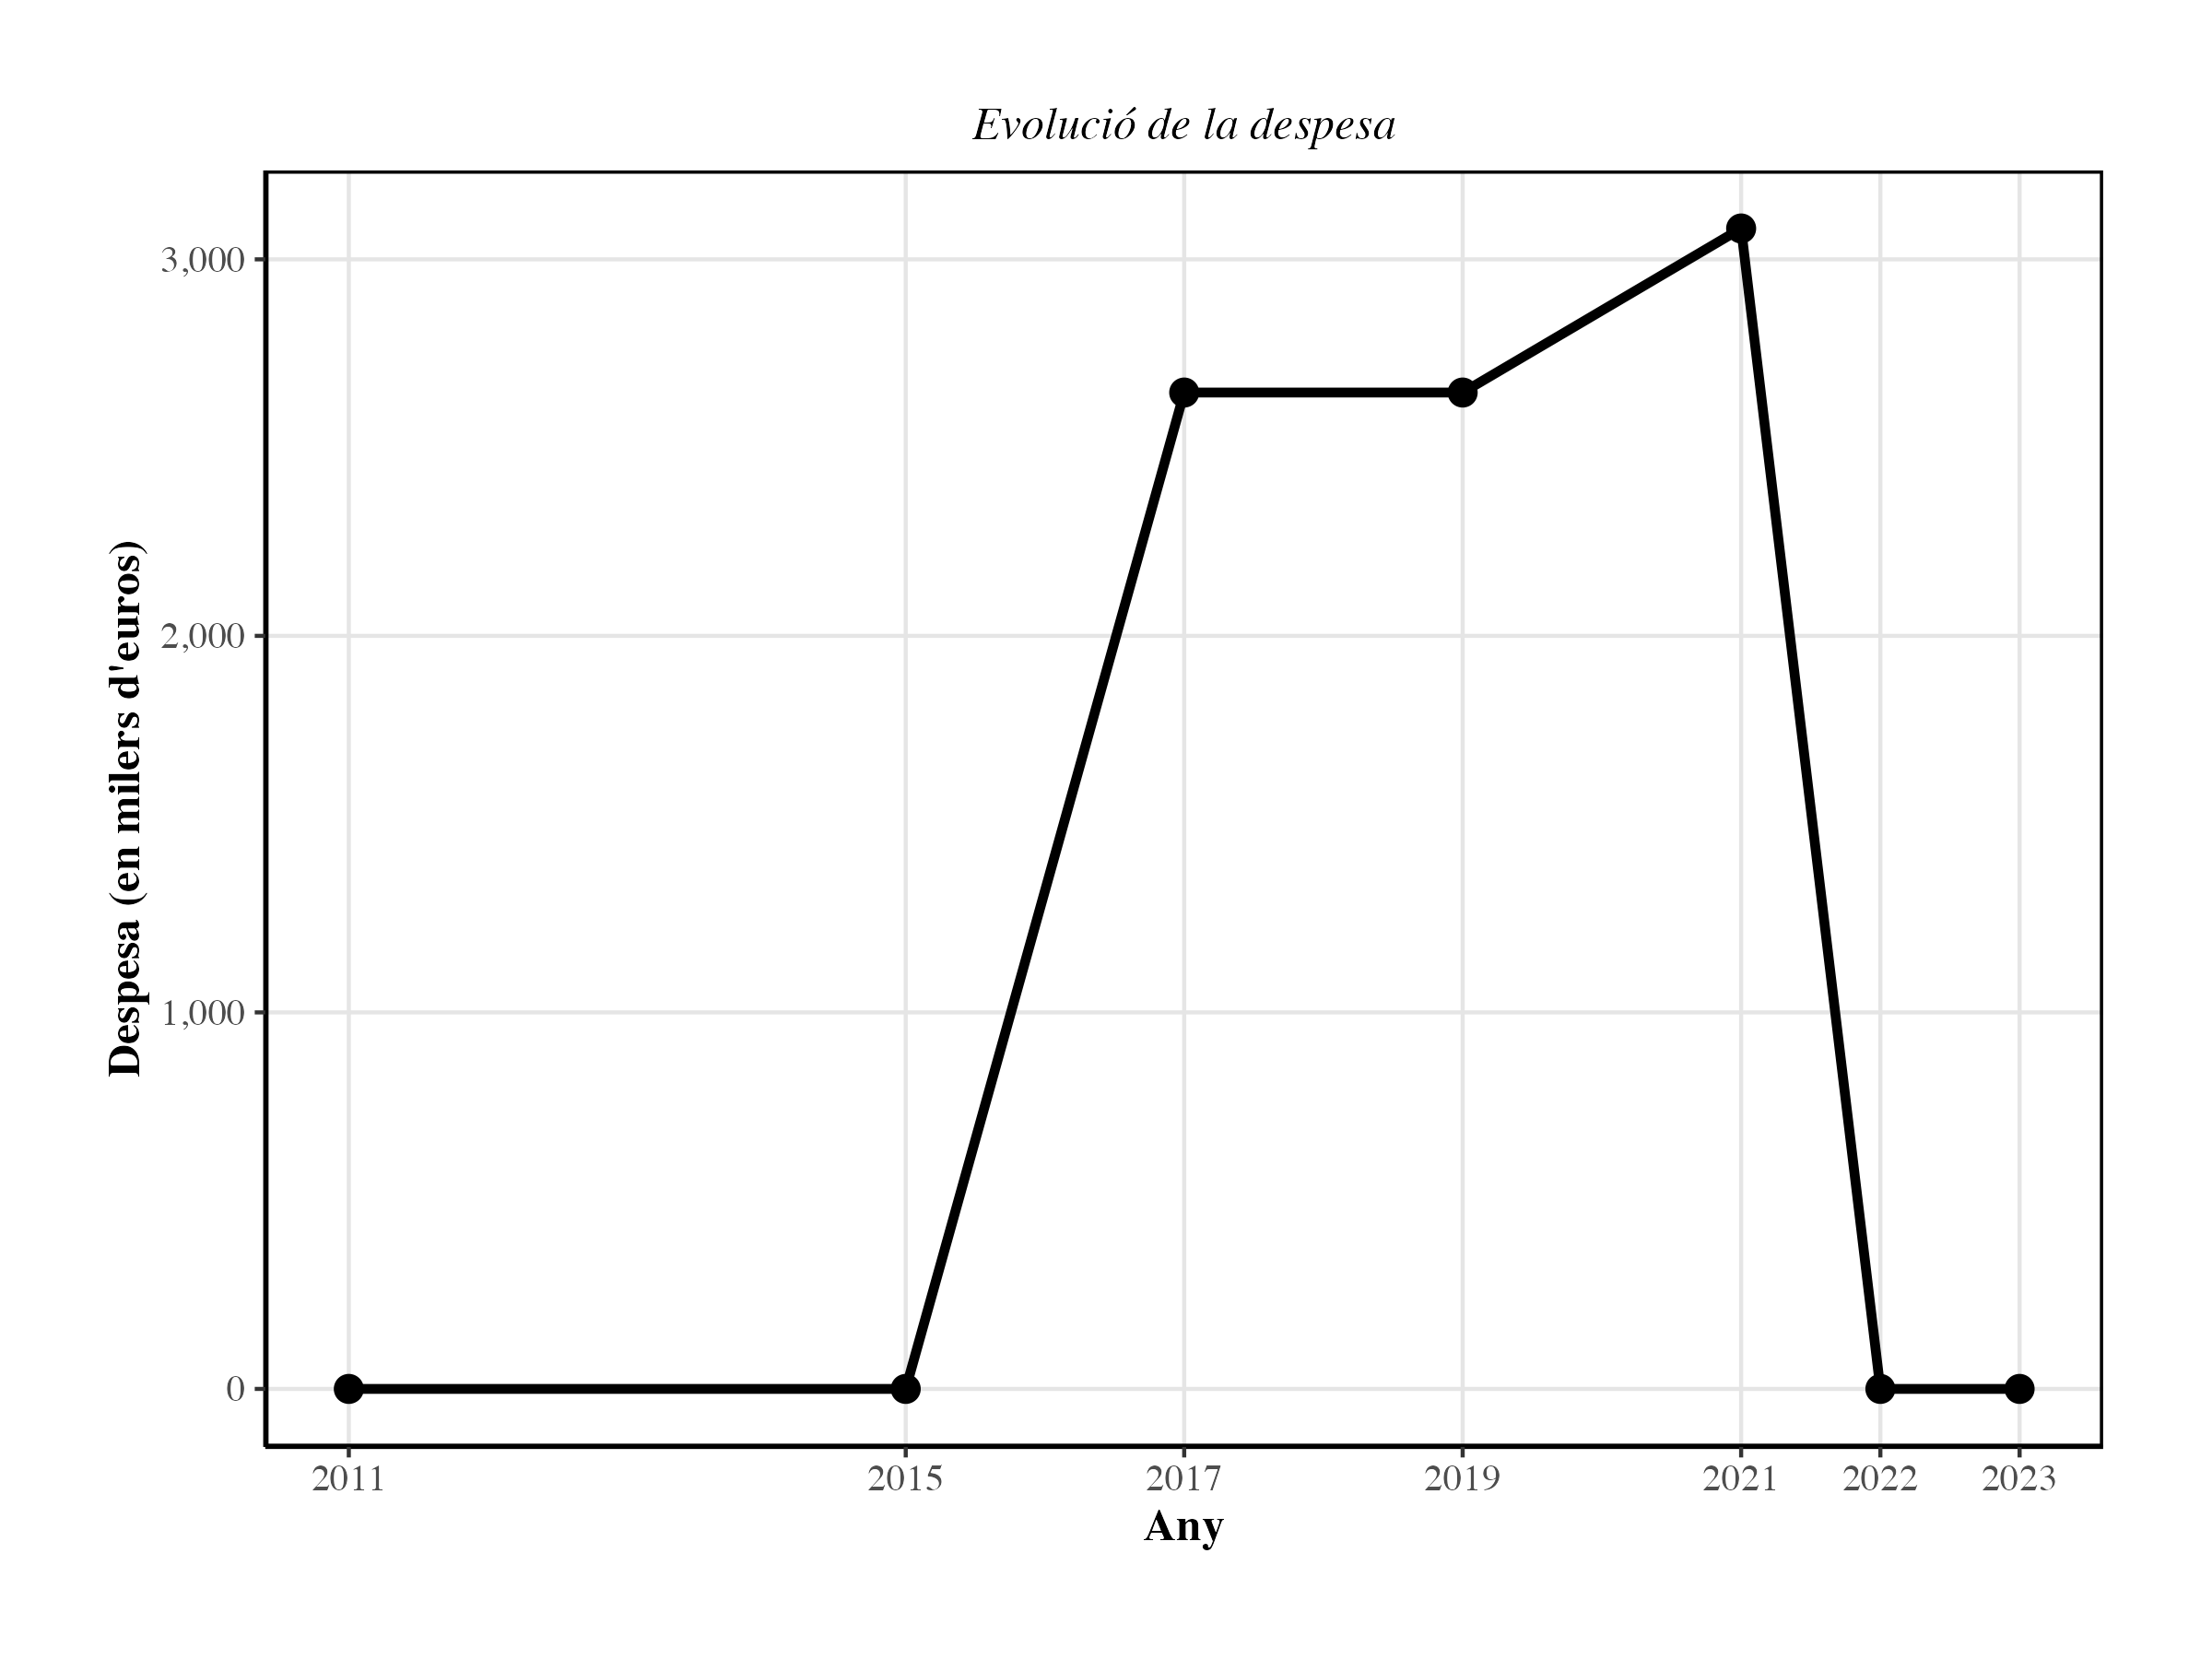 Evolució de la despesa
Despesa (en milers d'euros)
3,000
2,000
1,000
0
2011 2015 2017 2019 2021 2022 2023
Any